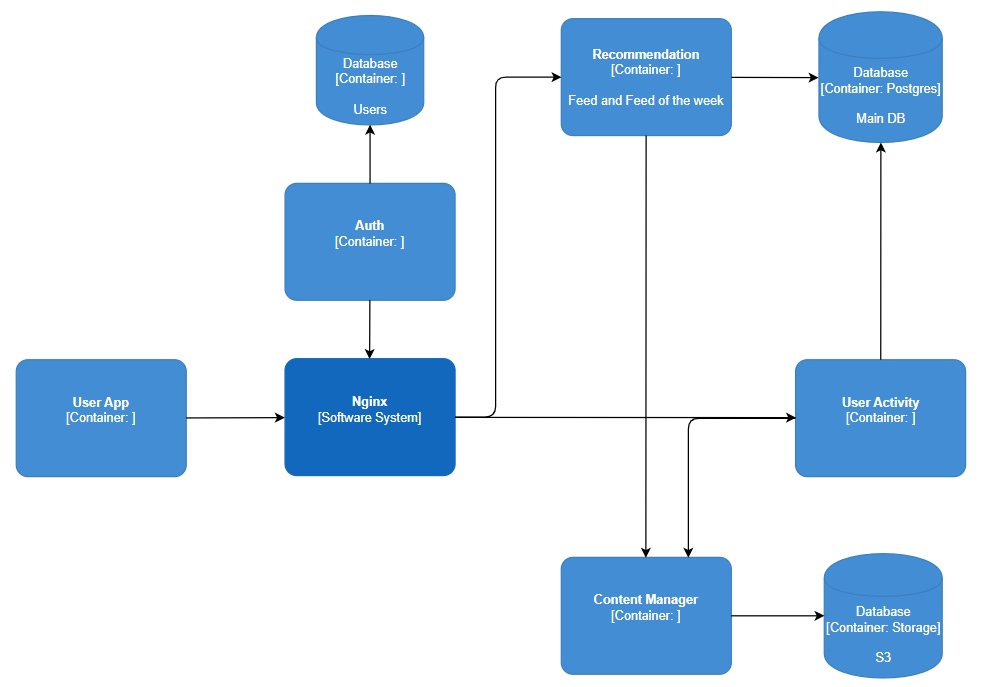 Database
[Container: ]
Users
Recommendation
[Container: ]
Feed and Feed of the week
Database
[Container: Postgres]
Main DB
Auth
[Container: ]
User App
[Container: ]
Nginx
[Software System]
User Activity
[Container: ]
Content Manager
[Container: ]
Database
[Container: Storage]
S3